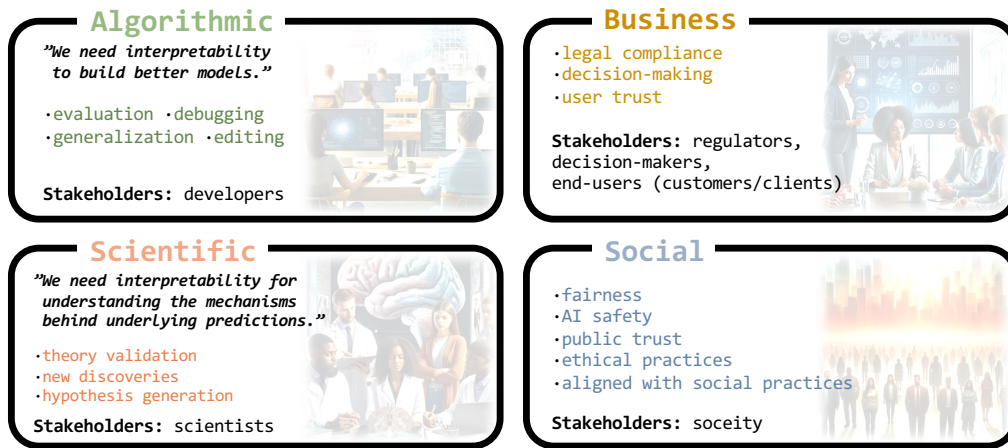 Algorithmic
”We need interpretability
to build better models.”
·evaluation ·debugging
·generalization ·editing
Stakeholders: developers
Business
·legal compliance
·decision-making
·user trust
Stakeholders: regulators,
decision-makers,
end-users (customers/clients)
Scientific
”We need interpretability for
understanding the mechanisms
behind underlying predictions.”
·theory validation
·new discoveries
·hypothesis generation
Stakeholders: scientists
Social
·fairness
·AI safety
·public trust
·ethical practices
·aligned with social practices
Stakeholders: soceity